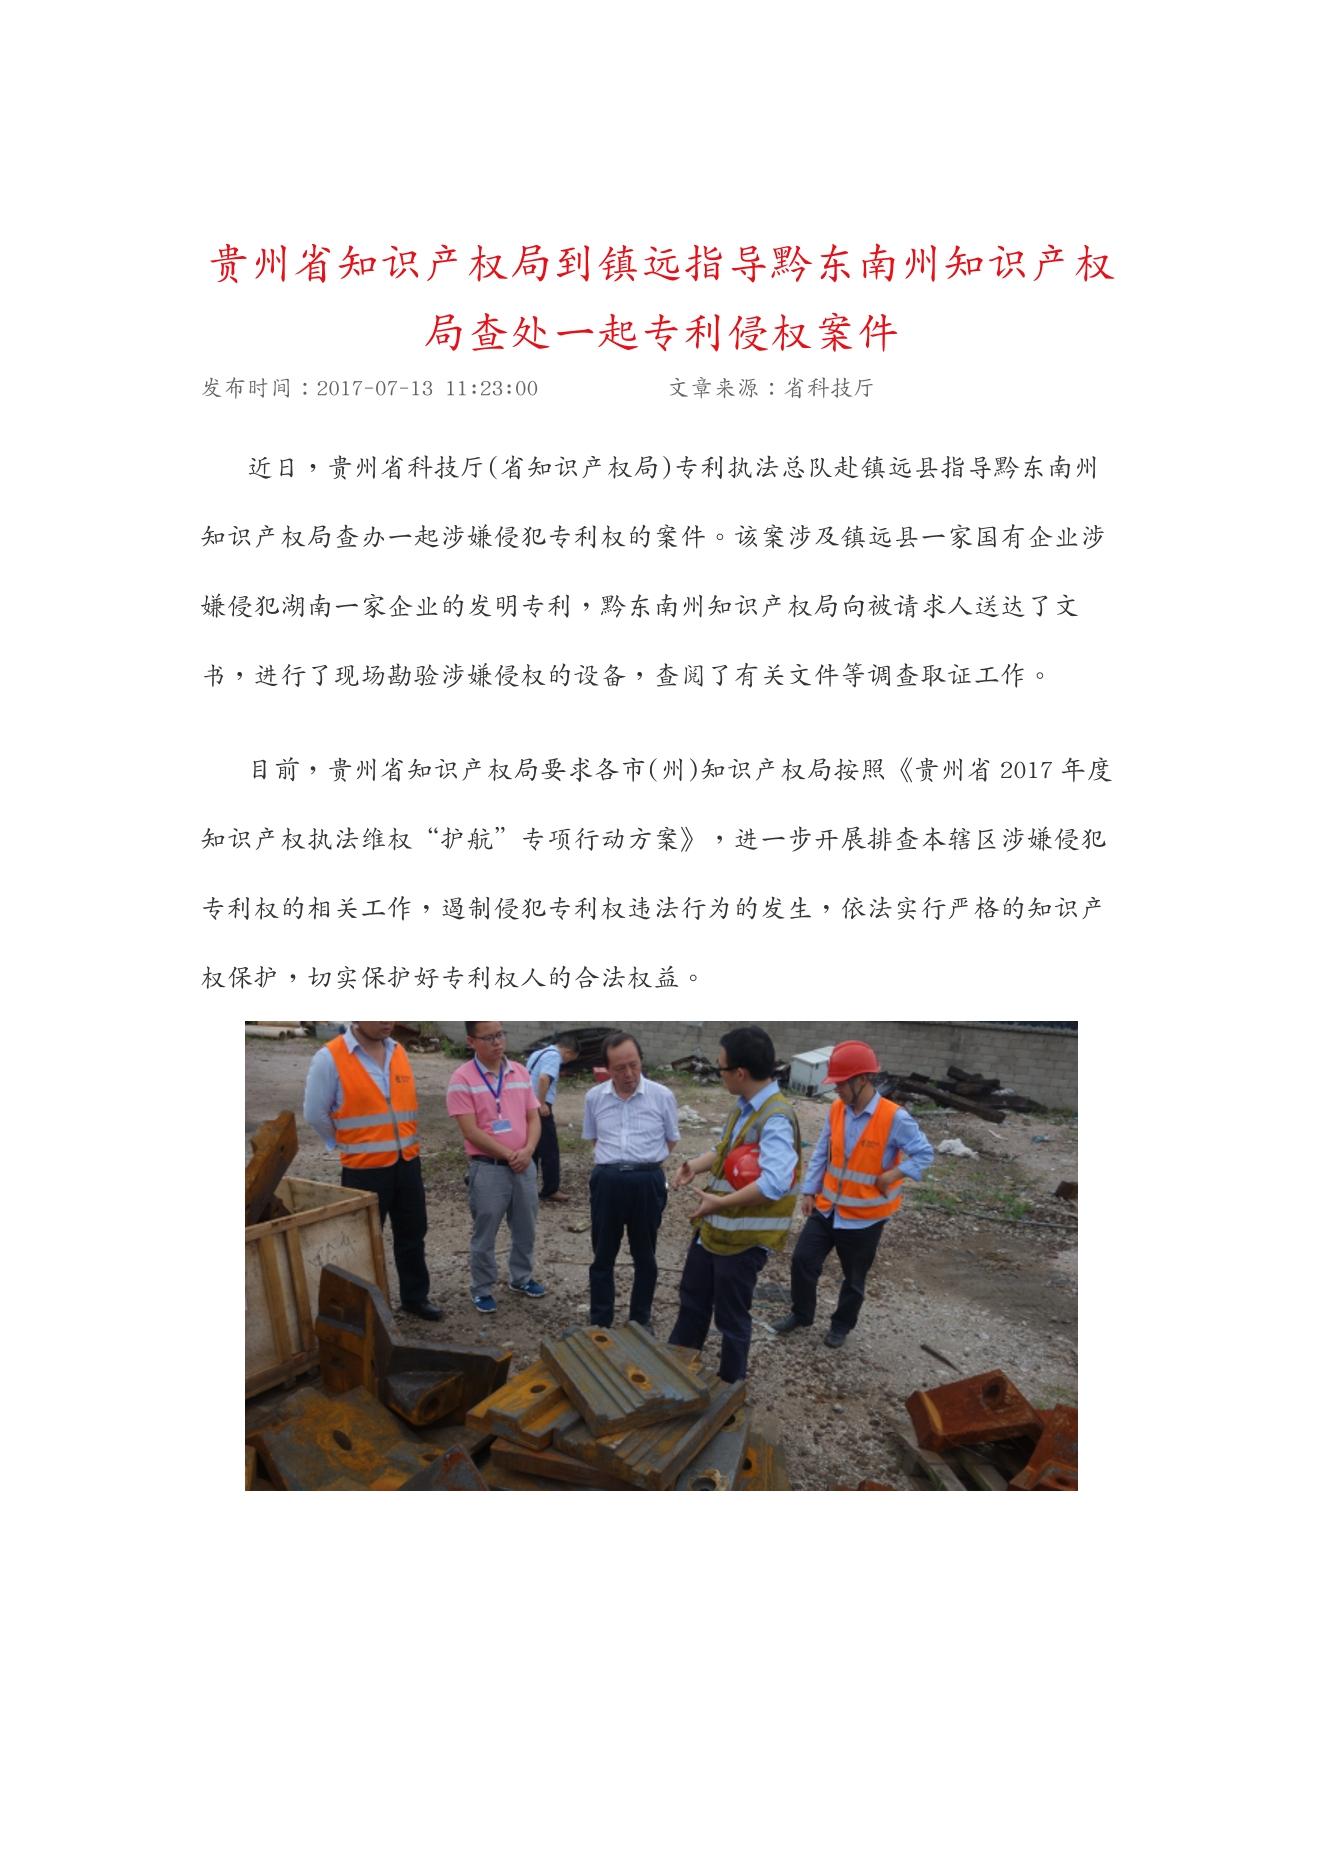 贵州省知识产权局到镇远指导黔东南州知识产权
局查处一起专利侵权案件
发布时间：2017-07-13 11:23:00 文章来源：省科技厅
近日，贵州省科技厅(省知识产权局)专利执法总队赴镇远县指导黔东南州
知识产权局查办一起涉嫌侵犯专利权的案件。该案涉及镇远县一家国有企业涉
嫌侵犯湖南一家企业的发明专利，黔东南州知识产权局向被请求人送达了文
书，进行了现场勘验涉嫌侵权的设备，查阅了有关文件等调查取证工作。
目前，贵州省知识产权局要求各市(州)知识产权局按照《贵州省 2017 年度
知识产权执法维权“护航”专项行动方案》，进一步开展排查本辖区涉嫌侵犯
专利权的相关工作，遏制侵犯专利权违法行为的发生，依法实行严格的知识产
权保护，切实保护好专利权人的合法权益。